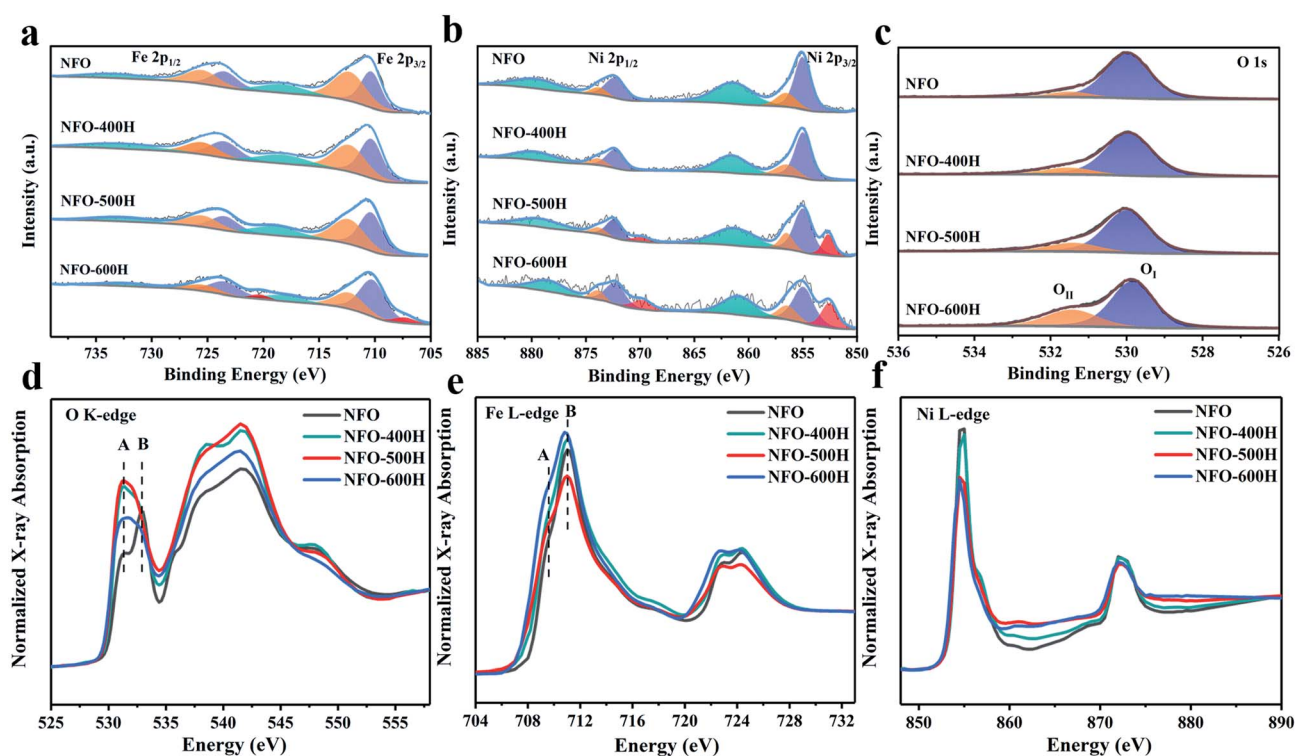 a
NFO
Fe 2p1/2
Fe 2p3/2
NFO-400H
NFO-500H
NFO-600H
Intensity (a.u.)
735 730 725 720 715 710 705
Binding Energy (eV)
b
NFO
Ni 2p1/2
Ni 2p3/2
NFO-400H
NFO-500H
NFO-600H
Intensity (a.u.)
885 880 875 870 865 860 855 850
Binding Energy (eV)
c
O 1s
NFO
NFO-400H
NFO-500H
NFO-600H
OII
OI
Intensity (a.u.)
536 534 532 530 528 526
Binding Energy (eV)
d
O K-edge
A B
NFO
NFO-400H
NFO-500H
NFO-600H
Normalized X-ray Absorption
525 530 535 540 545 550 555
Energy (eV)
e
Fe L-edge
A
B
NFO
NFO-400H
NFO-500H
NFO-600H
Normalized X-ray Absorption
704 708 712 716 720 724 728 732
Energy (eV)
f
Ni L-edge
NFO
NFO-400H
NFO-500H
NFO-600H
Normalized X-ray Absorption
850 860 870 880 890
Energy (eV)